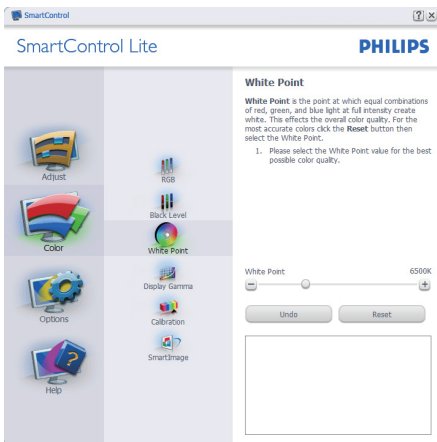 SmartControl
SmartControl Lite
PHILIPS
Adjust
Color
Options
Help
RGB
Black Level
White Point
Display Gamma
Calibration
SmartImage
White Point
White Point is the point at which equal combinations
of red, green, and blue light at full intensity create
white. This effects the overall color quality. For the
most accurate colors click the Reset button then
select the White Point.
1. Please select the White Point value for the best
possible color quality.
White Point 6500K
Undo Reset